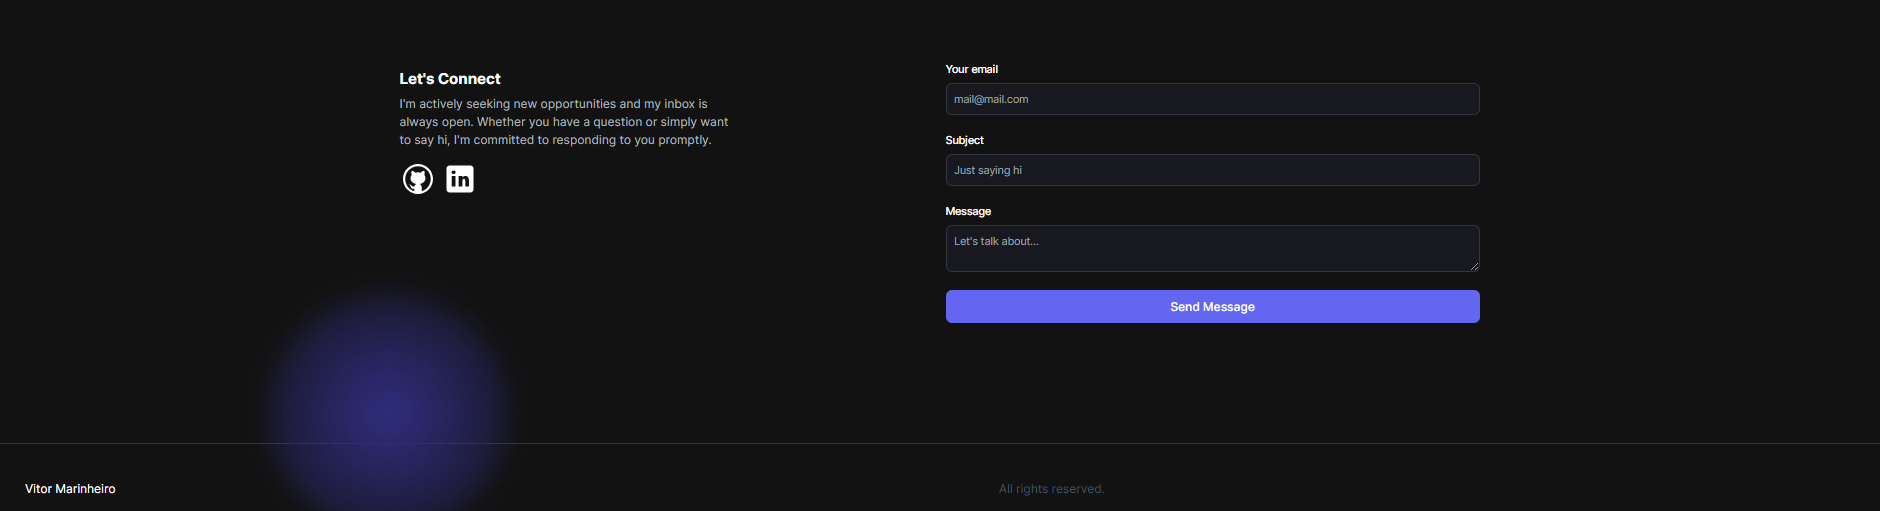 Let's Connect
I'm actively seeking new opportunities and my inbox is
always open. Whether you have a question or simply want
to say hi, I'm committed to responding to you promptly.
in
Your email
mail@mail.com
Subject
Just saying hi
Message
Let's talk about...
Send Message
Vitor Marinheiro
All rights reserved.